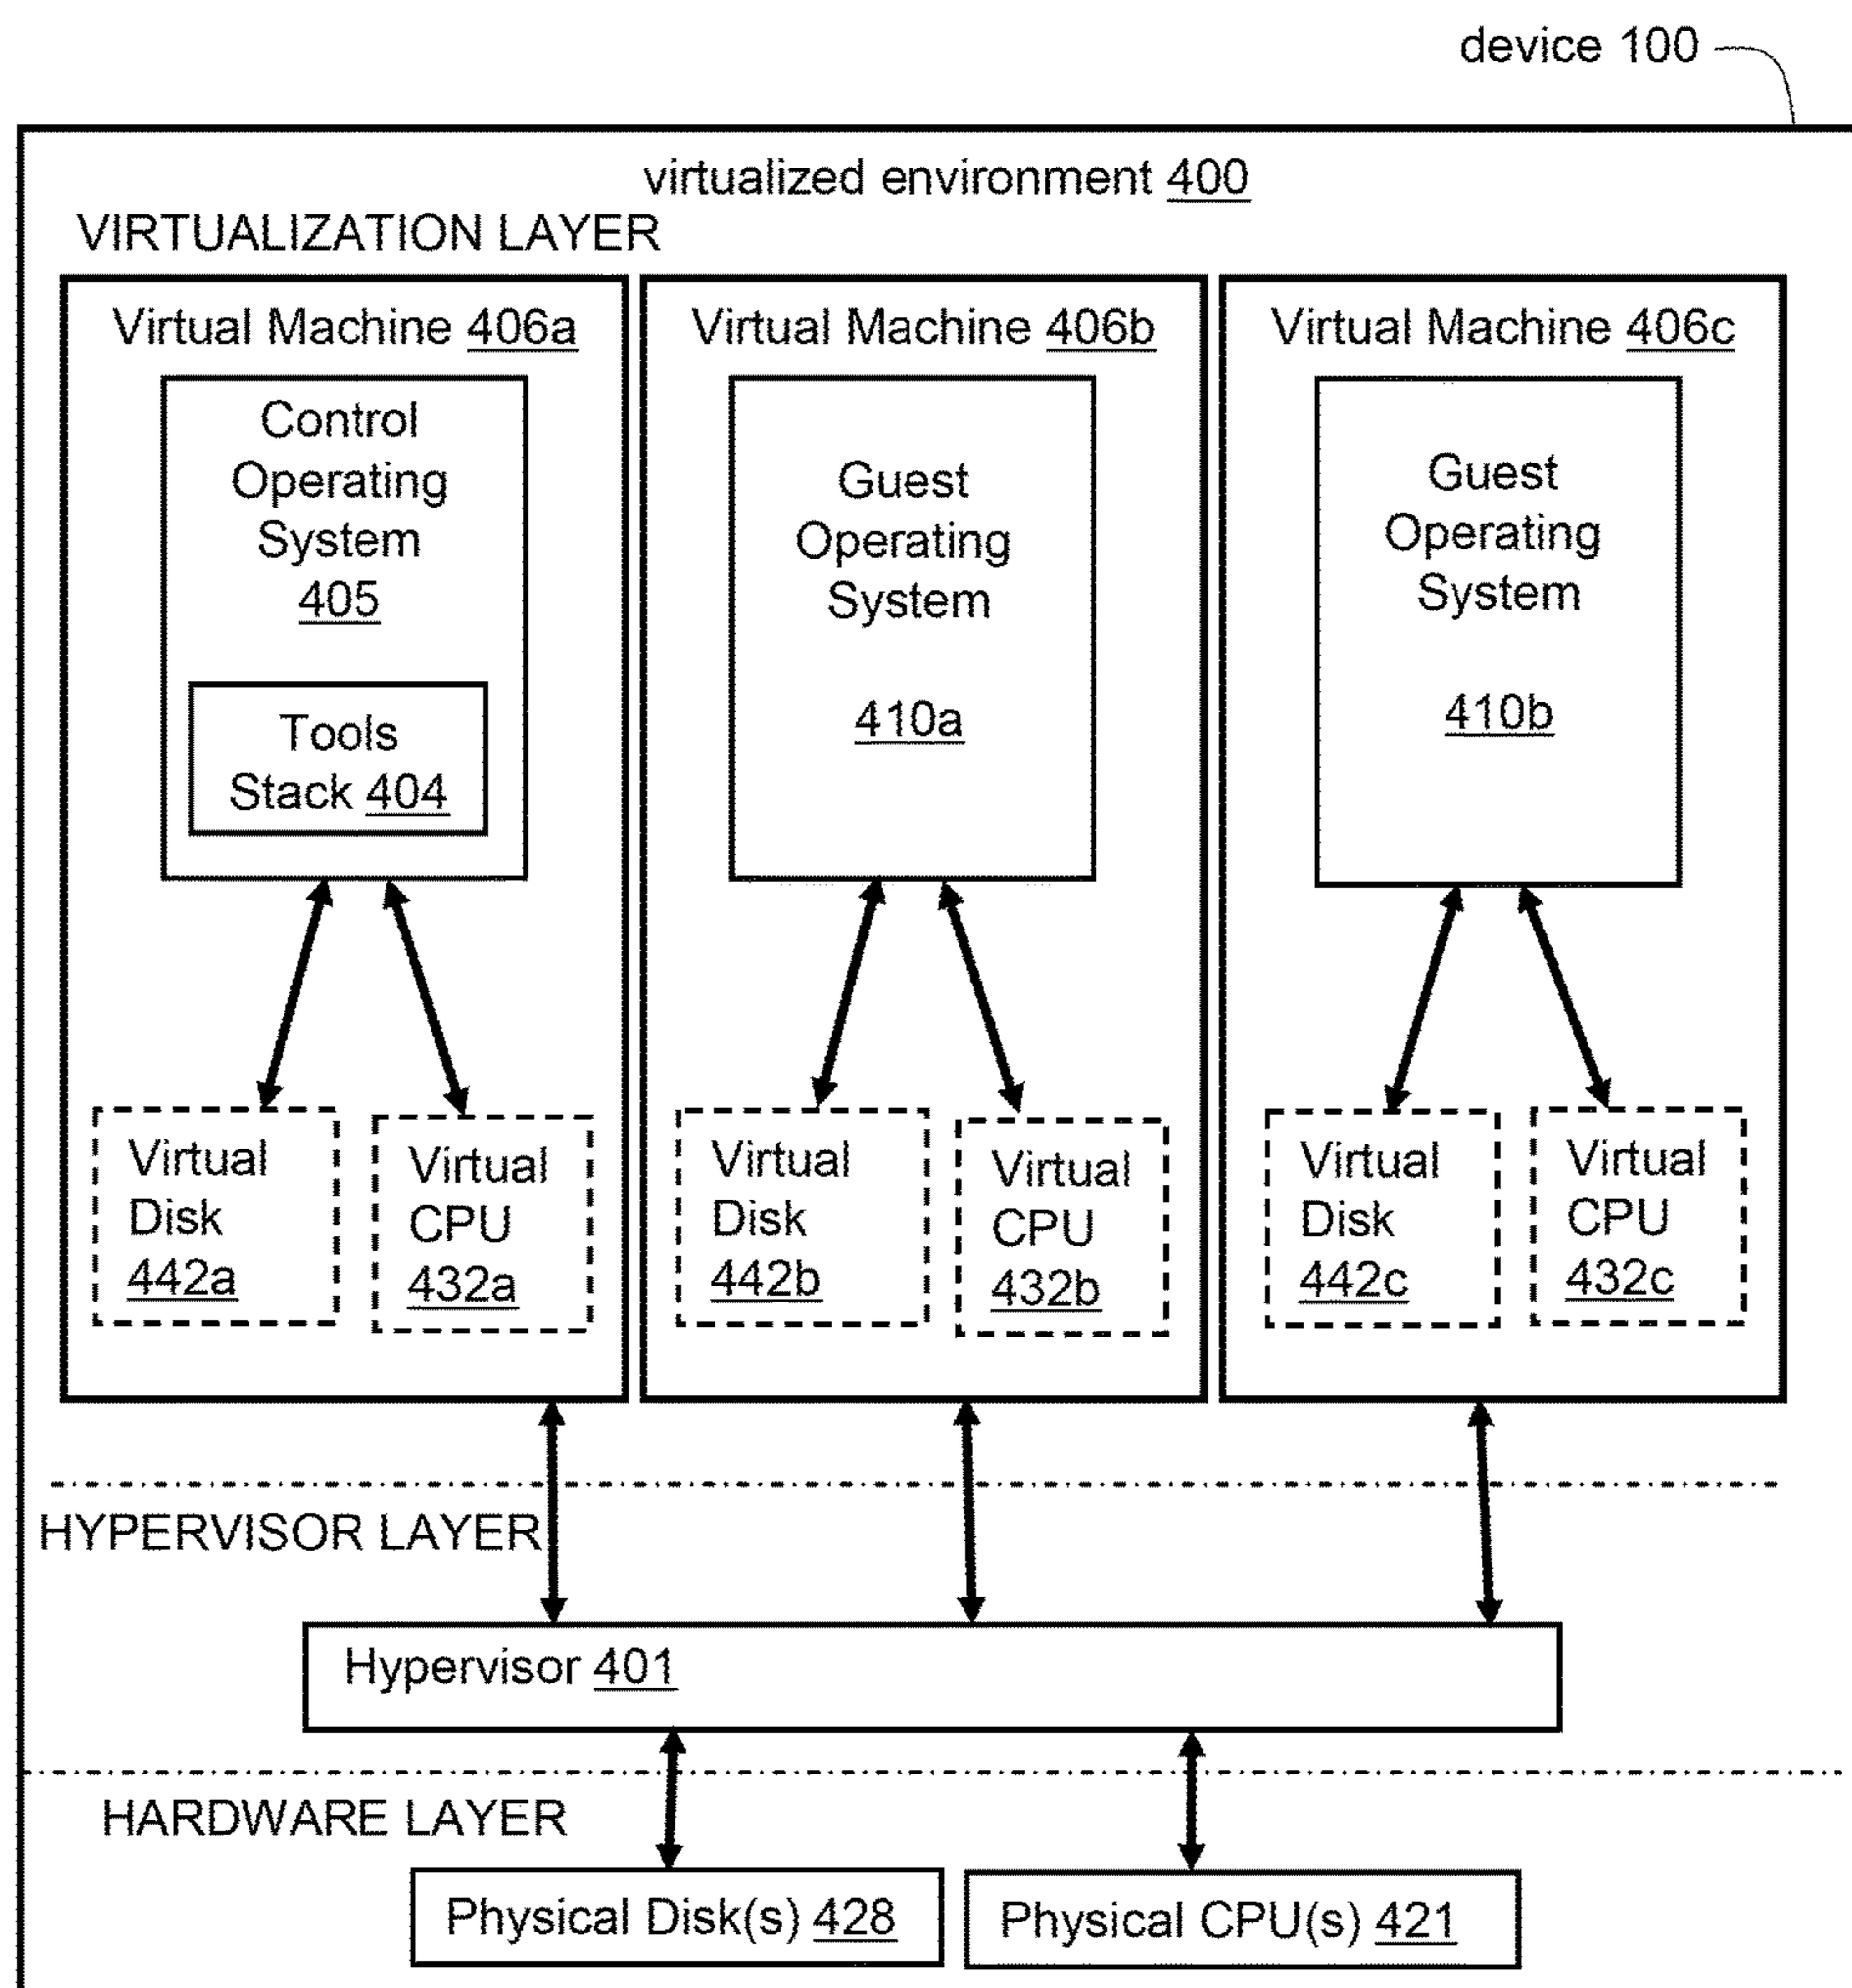 device 100
virtualized environment 400
VIRTUALIZATION LAYER
Virtual Machine 406a
Control
Operating
System
405
Tools
Stack 404
Virtual
Disk
442a
Virtual
CPU
432a
Virtual Machine 406b
Guest
Operating
System
410a
Virtual
Disk
442b
Virtual
CPU
432b
Virtual Machine 406c
Guest
Operating
System
410b
Virtual
Disk
442c
Virtual
CPU
432c
HYPERVISOR LAYER
Hypervisor 401
HARDWARE LAYER
Physical Disk(s) 428
Physical CPU(s) 421